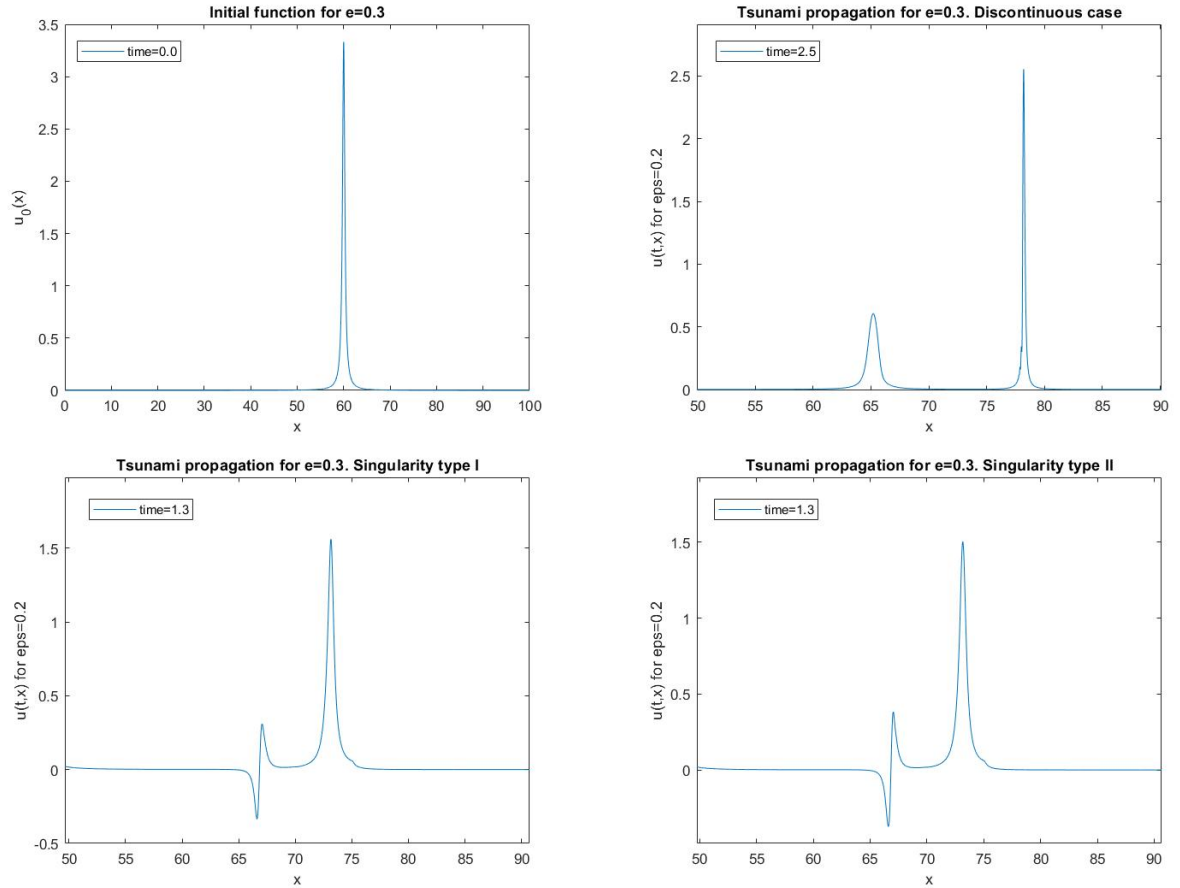 Initial function for e=0.3
time=0.0
u0(x)
3.5
3
2.5
2
1.5
1
0.5
0
0 10 20 30 40 50 60 70 80 90 100
x
Tsunami propagation for e=0.3. Discontinuous case
time=2.5
u(t,x) for eps=0.2
2.5
2
1.5
1
0.5
0
50 55 60 65 70 75 80 85 90
x
Tsunami propagation for e=0.3. Singularity type I
time=1.3
u(t,x) for eps=0.2
1.5
1
0.5
0
-0.5
50 55 60 65 70 75 80 85 90
x
Tsunami propagation for e=0.3. Singularity type II
time=1.3
u(t,x) for eps=0.2
1.5
1
0.5
0
50 55 60 65 70 75 80 85 90
x